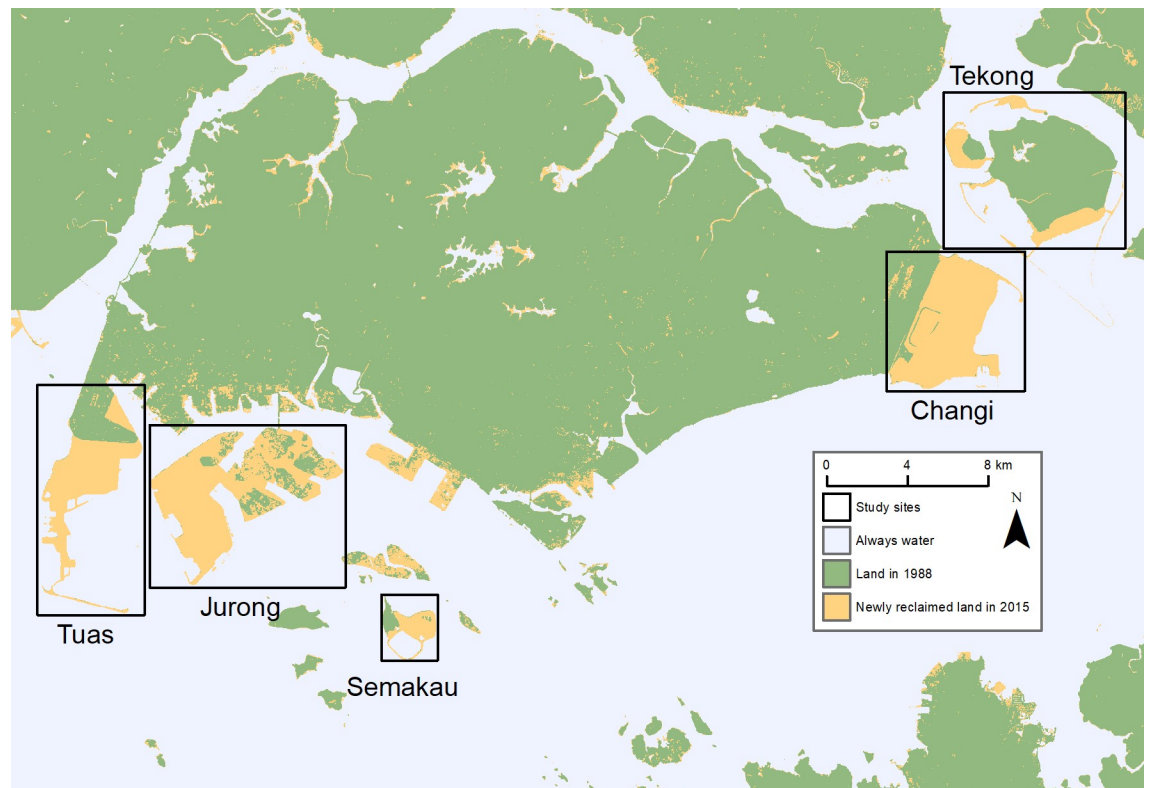 Tekong
Changi
0 4 8 km
N
Study sites
Always water
Land in 1988
Newly reclaimed land in 2015
Jurong
Tuas
Semakau